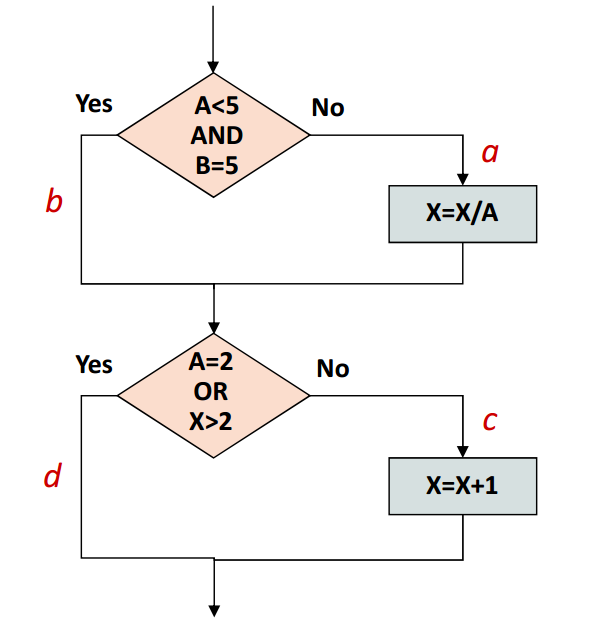 Yes
A<5
AND
B=5
No
a
b
X=X/A
Yes
A=2
OR
X>2
No
c
d
X=X+1